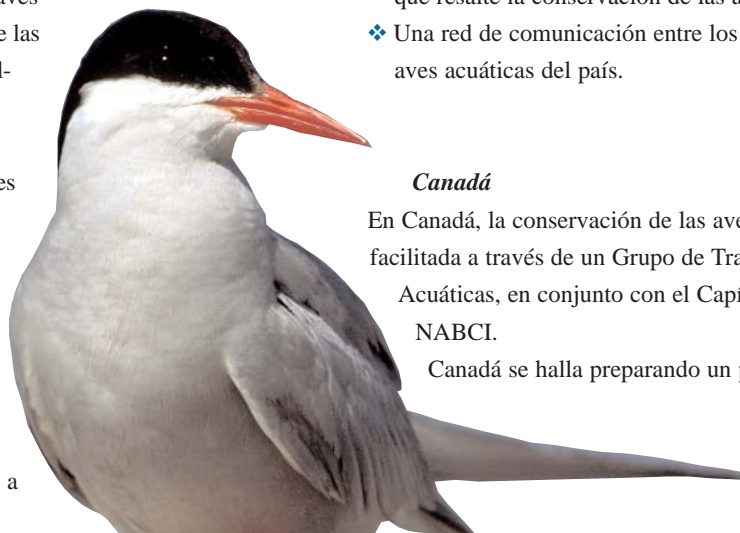 e las
es
a
que resalte la conservación de las
❖ Una red de comunicación entre los
aves acuáticas del país.
Canadá
En Canadá, la conservación de las ave
facilitada a través de un Grupo de Tra
Acuáticas, en conjunto con el Capí
NABCI.
Canadá se halla preparando un p